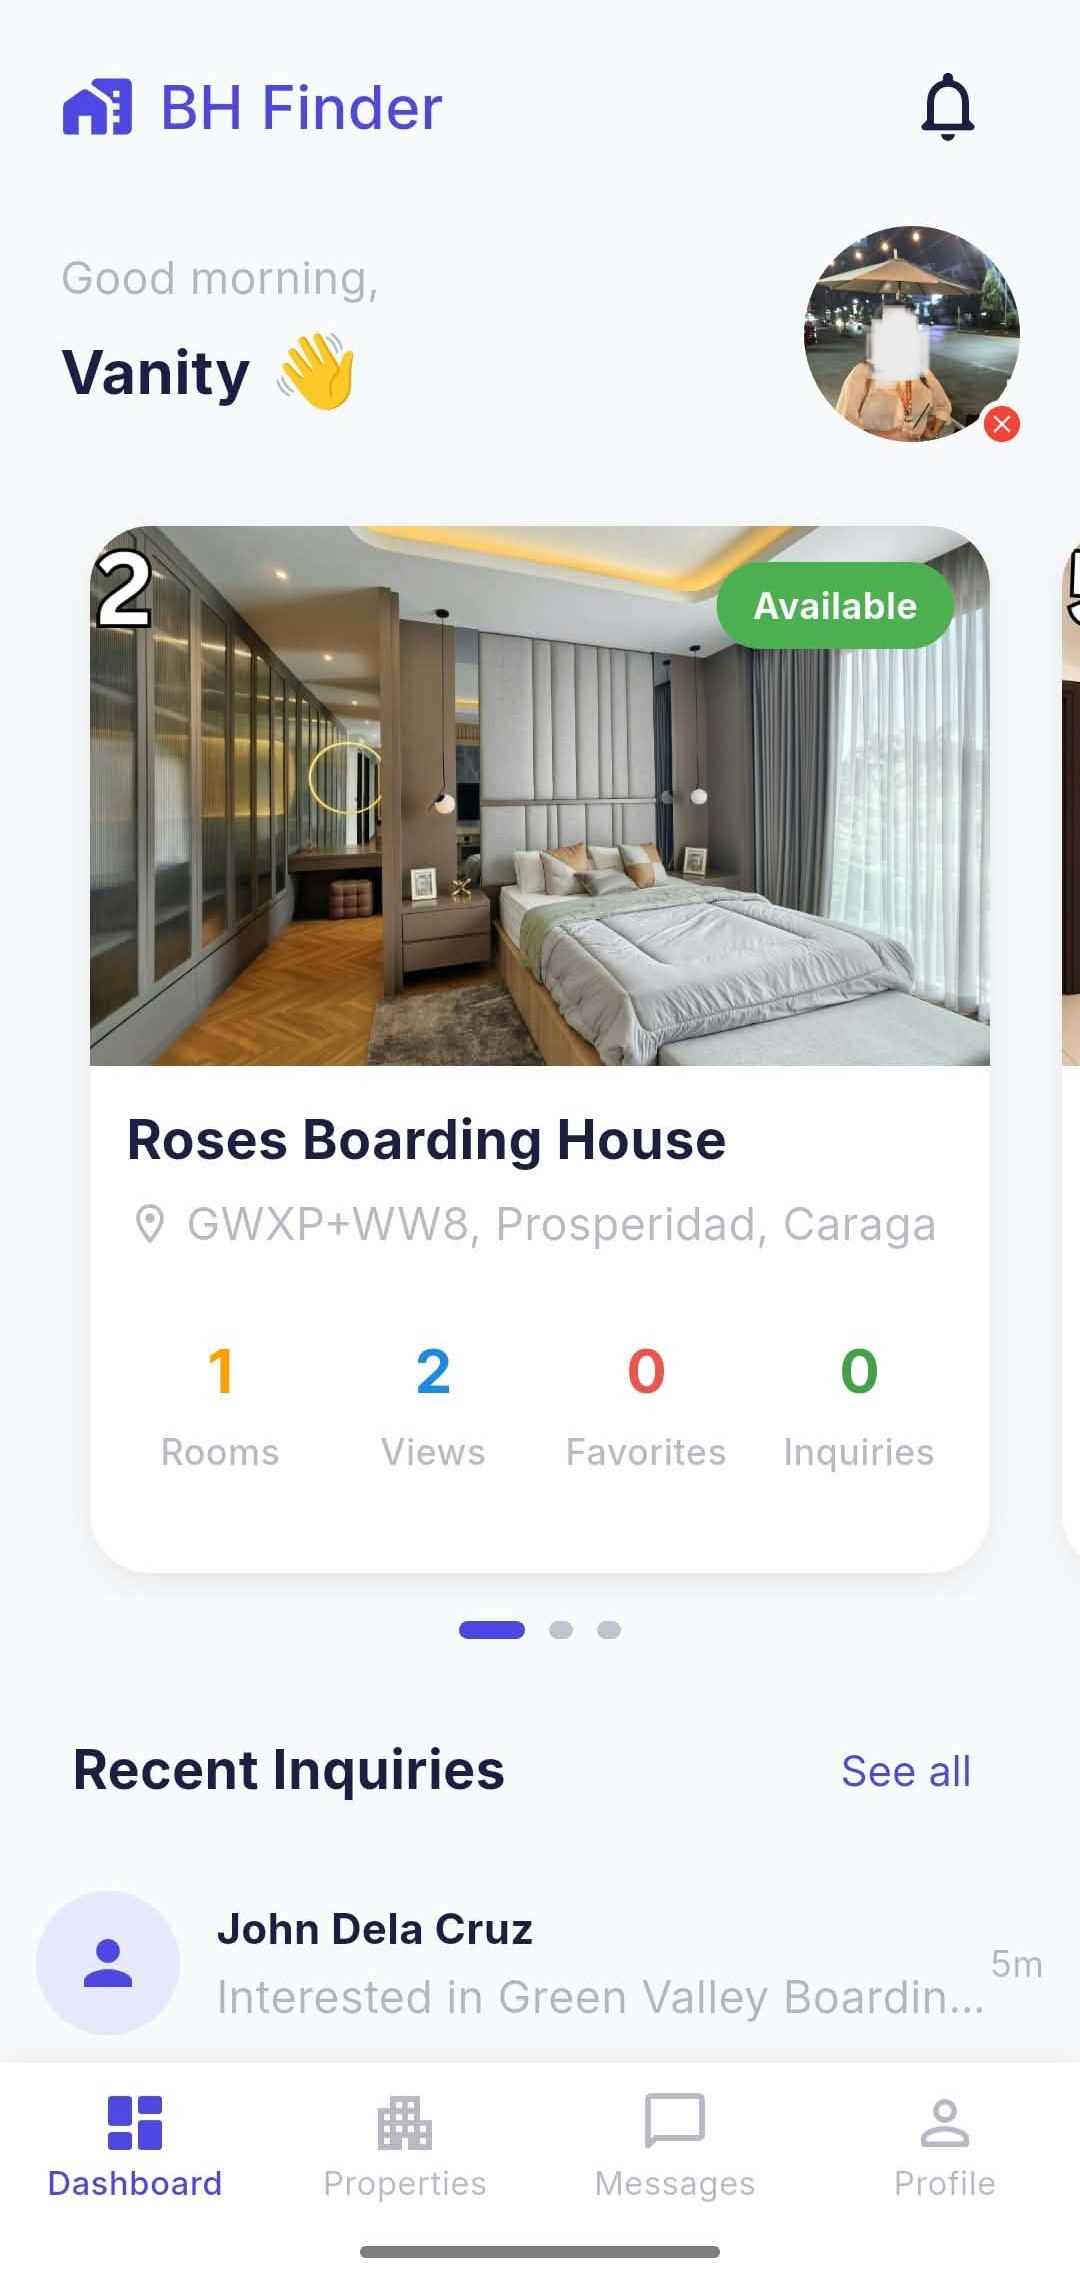 BH Finder
Good morning,
Vanity 👋
2
Available
5
Roses Boarding House
GWXP+WW8, Prosperidad, Caraga
1 2 0 0
Rooms Views Favorites Inquiries
Recent Inquiries See all
John Dela Cruz
5m
Interested in Green Valley Boardin...
Dashboard Properties Messages Profile